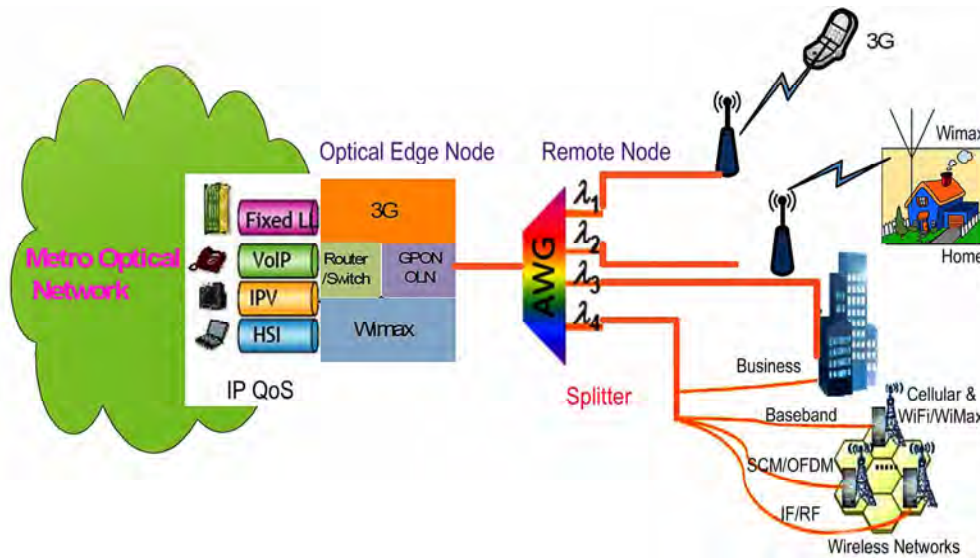 3G
Wimax
Optical Edge Node
Remote Node
Fixed LL
3G
λ1
Home
Metro Optical
Network
VoIP
Router
/Switch
GPON
OLN
AWG
λ2
λ3
IPV
HSI
Wimax
λ4
IP QoS
Splitter
Business
Cellular &
WiFi/WiMax
Baseband
SCM/OFDM
IF/RF
Wireless Networks